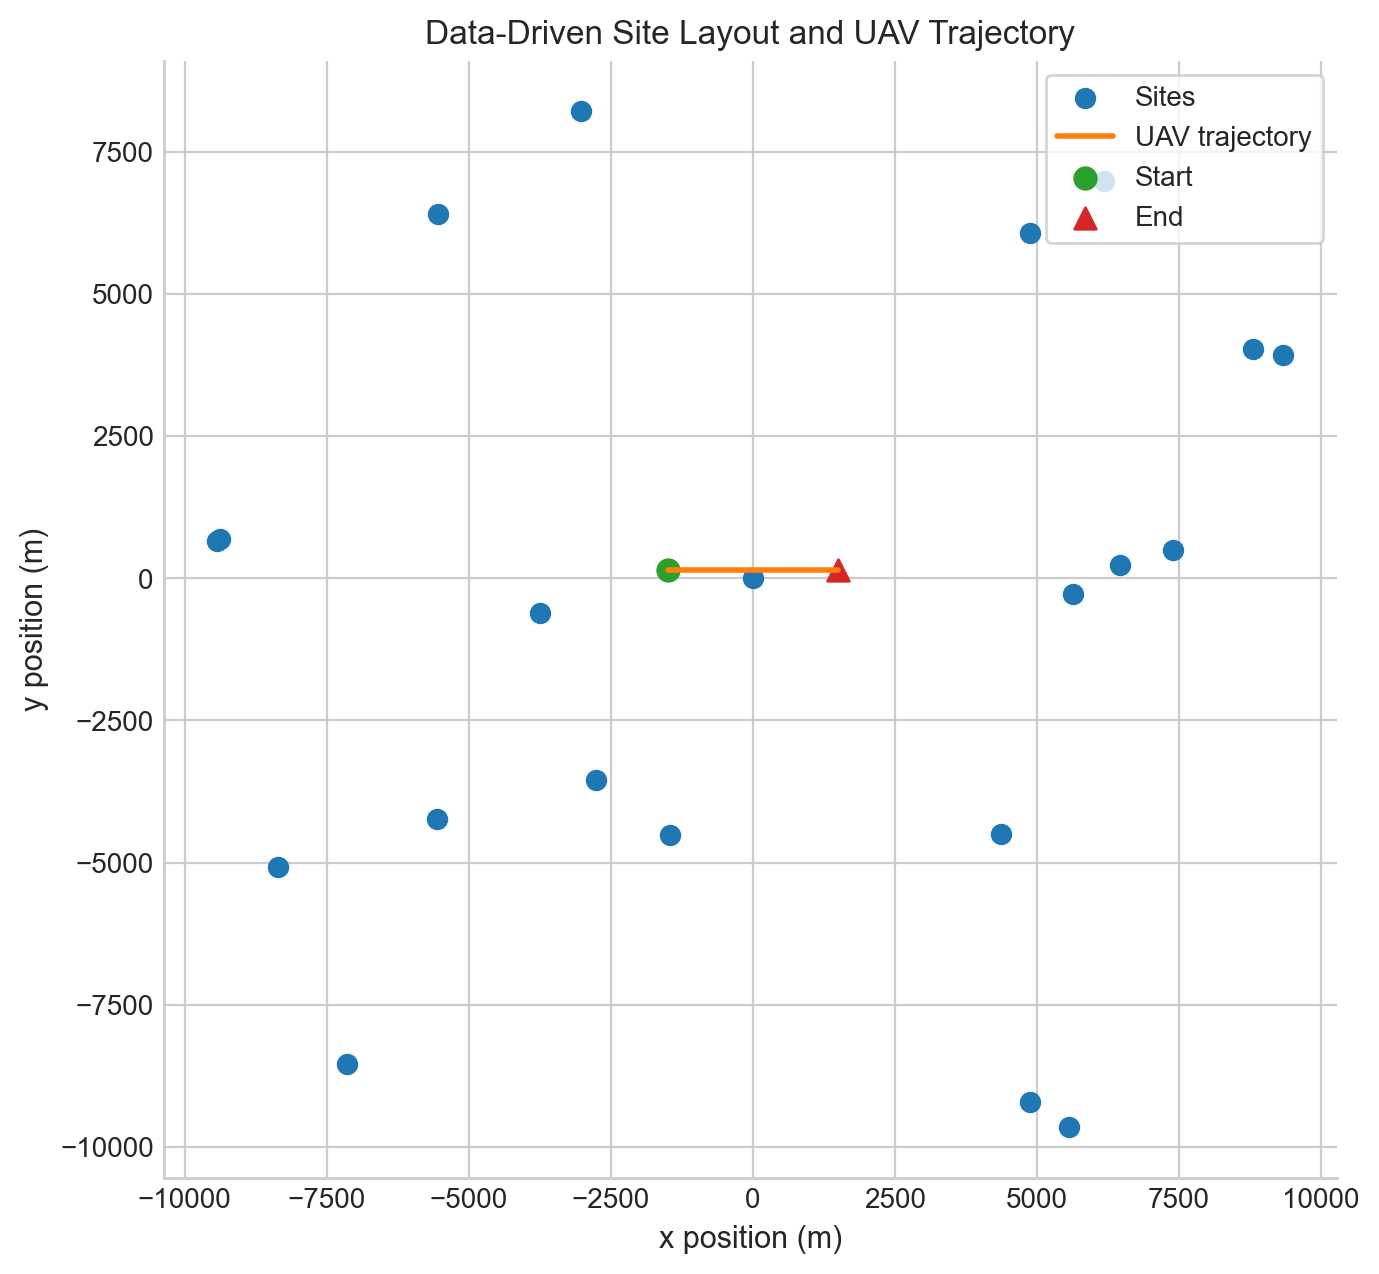 Data-Driven Site Layout and UAV Trajectory
Sites
UAV trajectory
Start
End
7500
5000
2500
0
−2500
−5000
−7500
−10000
y position (m)
−10000 −7500 −5000 −2500 0 2500 5000 7500 10000
x position (m)